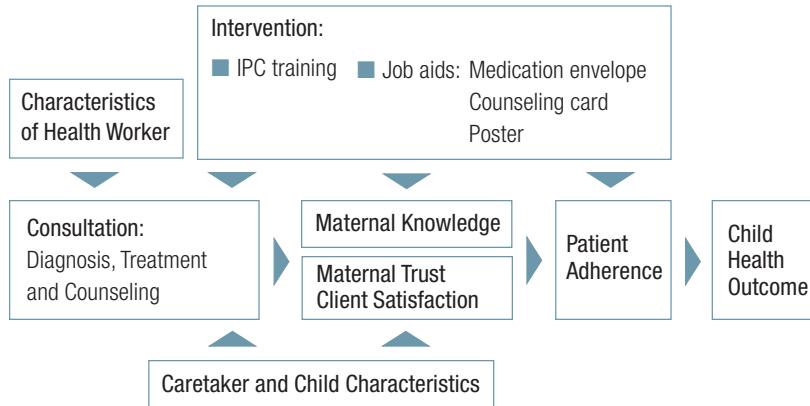 Intervention:
IPC training
Job aids: Medication envelope
Counseling card
Poster
Characteristics
of Health Worker
Consultation:
Diagnosis, Treatment
and Counseling
Maternal Knowledge
Maternal Trust
Client Satisfaction
Patient
Adherence
Child
Health
Outcome
Caretaker and Child Characteristics